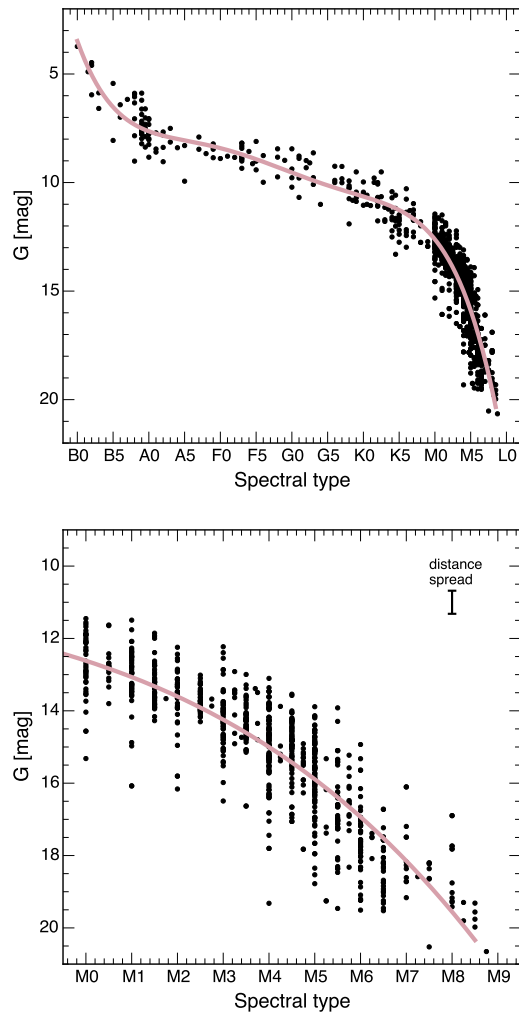 5
10
15
20
G [mag]
B0 B5 A0 A5 F0 F5 G0 G5 K0 K5 M0 M5 L0
Spectral type
10
12
14
16
18
20
G [mag]
distance
spread
M0 M1 M2 M3 M4 M5 M6 M7 M8 M9
Spectral type